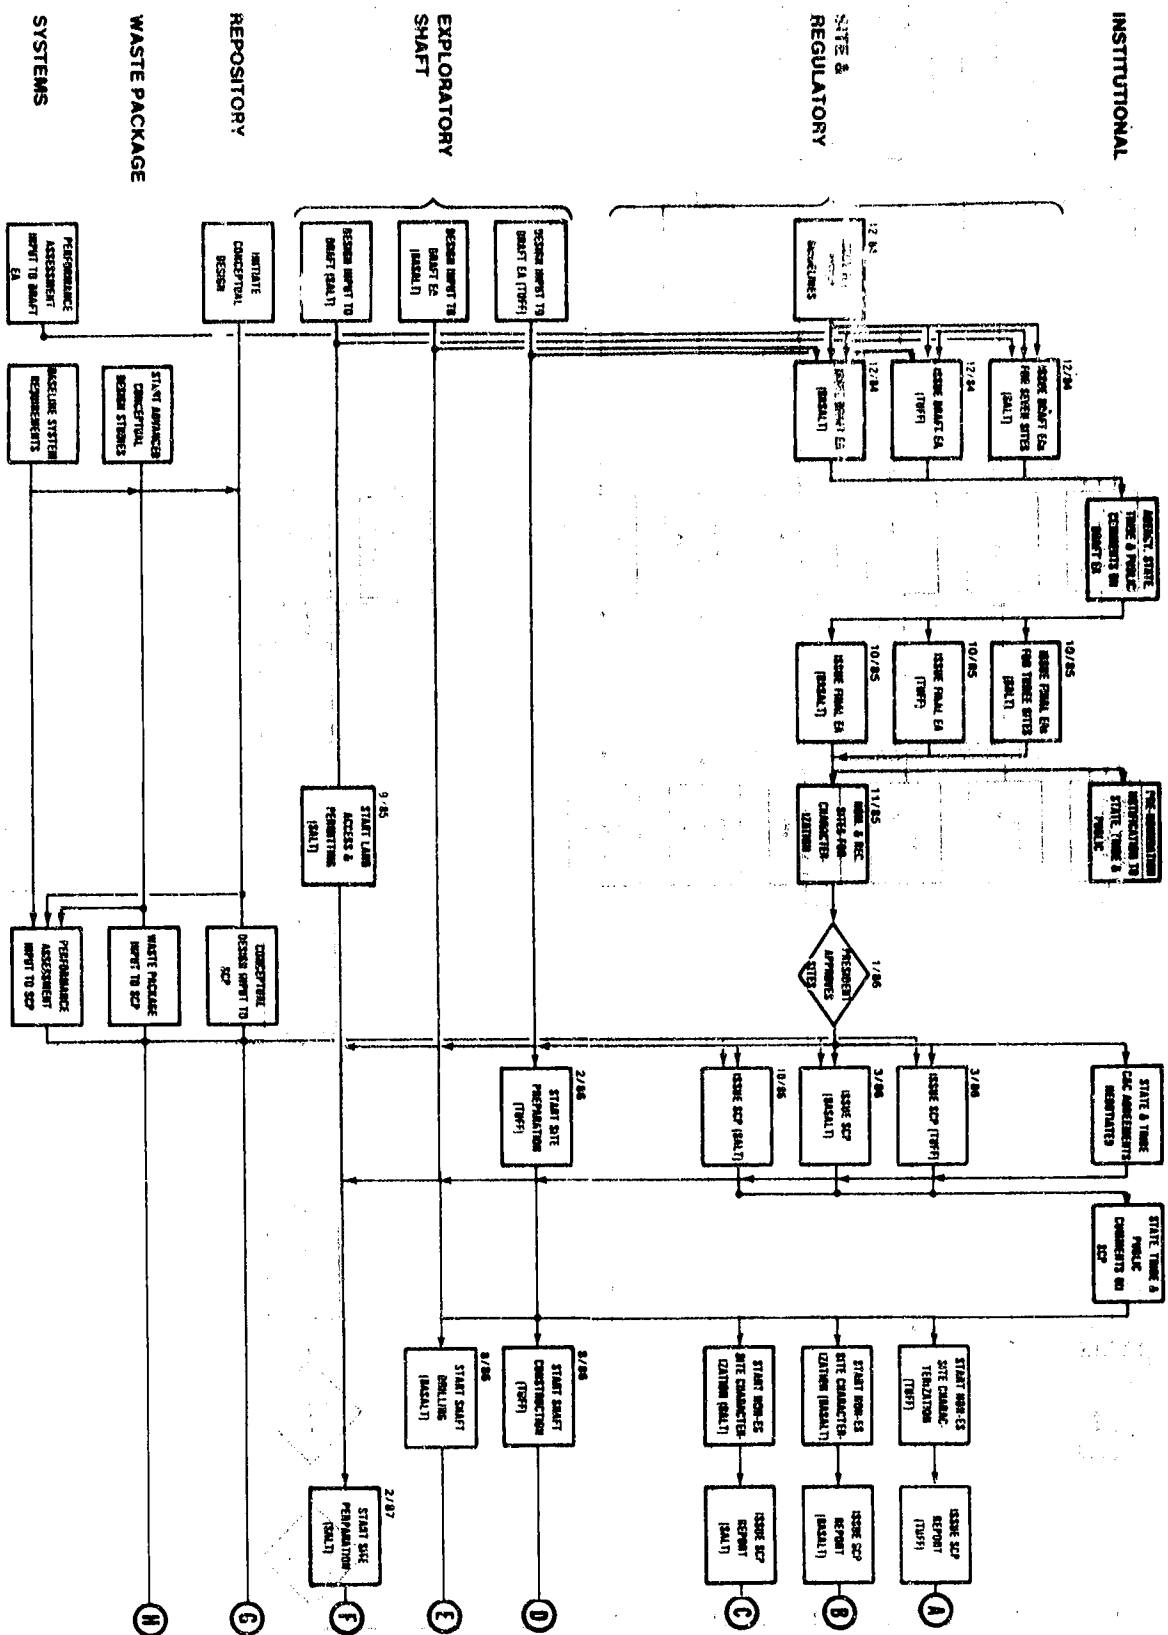 INSTITUTIONAL
AGENCY, STATE
TRIBE & PUBLIC
COMMENTS ON
DRAFT EA
PRE-NOMINATION
NOTIFICATION TO
STATE, TRIBE &
PUBLIC
STATE & TRIBE
C&C AGREEMENTS
NEGOTIATED
STATE, TRIBE &
PUBLIC
COMMENTS ON
SCP
SITE &
REGULATORY
12/84
ISSUE DRAFT EAs
FOR SEVEN SITES
(SALT)
10/85
ISSUE FINAL EAs
FOR THREE SITES
(SALT)
12/84
ISSUE DRAFT EA
(TUFF)
10/85
ISSUE FINAL EA
(TUFF)
3/86
ISSUE SCP (TUFF)
START NON-ES
SITE CHARAC-
TERIZATION
(TUFF)
ISSUE SCP
REPORT
(TUFF)
A
GUIDELINES
12/84
ISSUE DRAFT EA
(BASALT)
10/85
ISSUE FINAL EA
(BASALT)
11/85
NOM. & REC
SITES FOR
CHARACTER-
IZATION
1/86
PRESIDENT
APPROVES
SITES
3/86
ISSUE SCP
(BASALT)
START NON-ES
SITE CHARACTER-
IZATION (BASALT)
ISSUE SCP
REPORT
(BASALT)
B
10/86
ISSUE SCP (SALT)
START NON-ES
SITE CHARACTER-
IZATION (SALT)
ISSUE SCP
REPORT
(SALT)
C
EXPLORATORY
SHAFT
DESIGN INPUT TO
DRAFT EA (TUFF)
2/86
START SITE
PREPARATION
(TUFF)
8/86
START SHAFT
CONSTRUCTION
(TUFF)
D
DESIGN INPUT TO
DRAFT EA
(BASALT)
8/86
START SHAFT
DRILLING
(BASALT)
E
DESIGN INPUT TO
DRAFT (SALT)
9/85
START LAND
ACCESS &
PERMITTING
(SALT)
2/87
START SITE
PERPARATION
(SALT)
F
REPOSITORY
INITIATE
CONCEPTUAL
DESIGN
CONCEPTURE
DESIGN INPUT TO
SCP
G
WASTE PACKAGE
START ADVANCED
CONCEPTUAL
DESIGN STUDIES
WASTE PACKAGE
INPUT TO SCP
H
SYSTEMS
PERFORMANCE
ASSESSMENT
INPUT TO DRAFT
EA
BASELINE SYSTEM
REQUIREMENTS
PERFORMANCE
ASSESSMENT
INPUT TO SCP